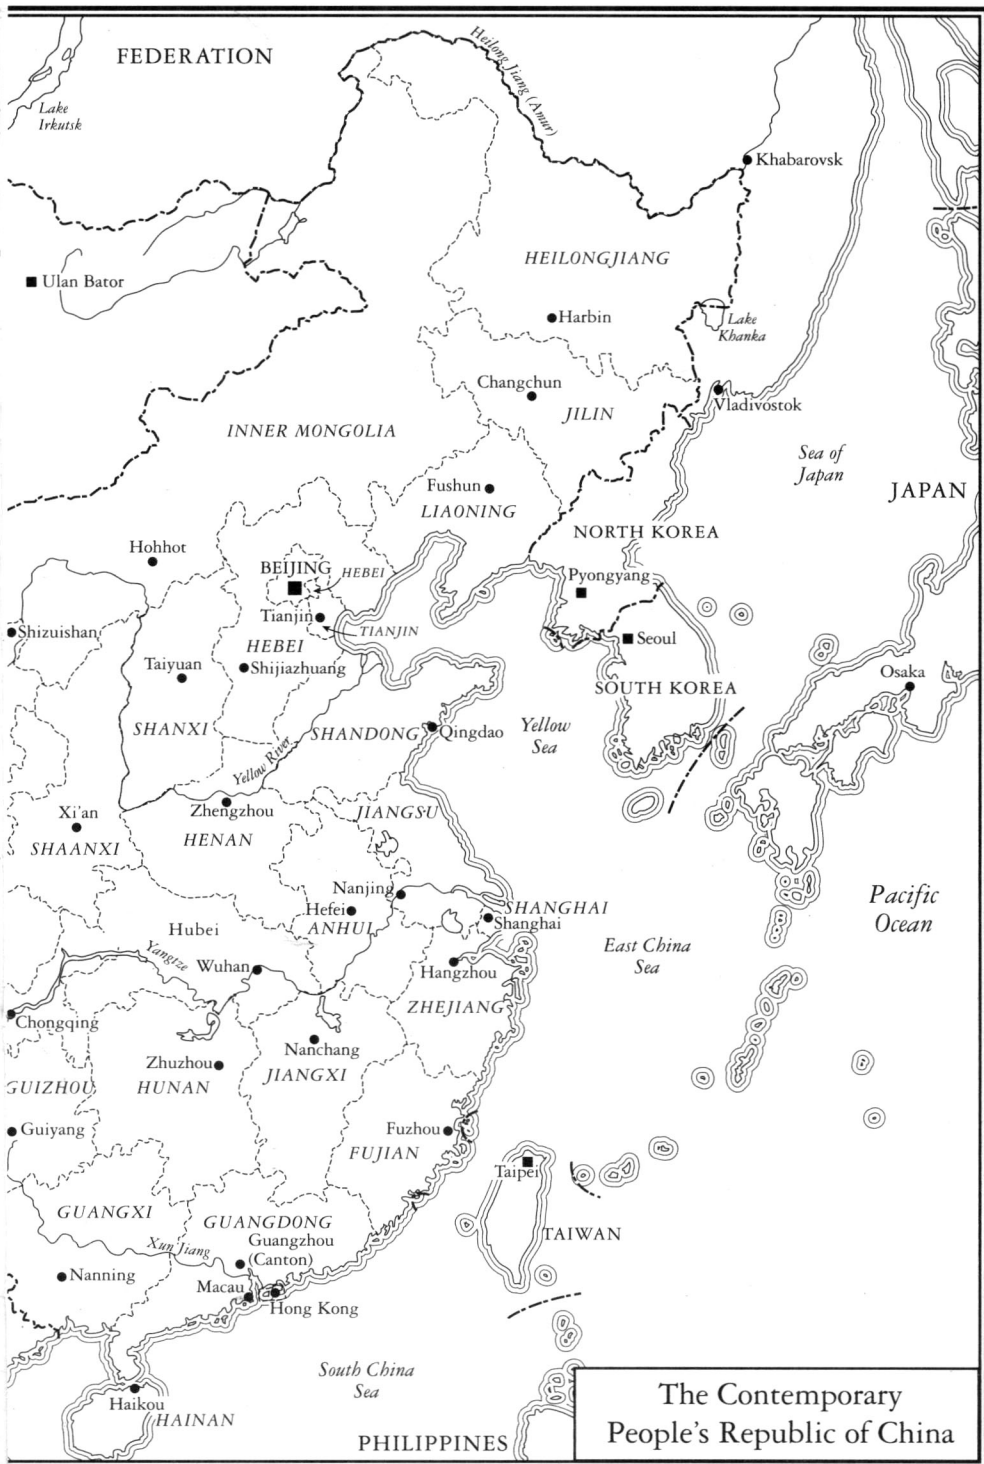 FEDERATION
Heilong Jiang (Amur)
Lake
Irkutsk
Khabarovsk
HEILONGJIANG
Ulan Bator
Harbin
Lake
Khanka
Changchun
JILIN
Vladivostok
INNER MONGOLIA
Sea of
Japan
JAPAN
Fushun
LIAONING
NORTH KOREA
Hohhot
BEIJING
HEBEI
Pyongyang
Tianjin
TIANJIN
Shizuishan
Seoul
HEBEI
Taiyuan
Shijiazhuang
Osaka
SOUTH KOREA
SHANXI
SHANDONG
Qingdao
Yellow
Sea
Yellow River
Xi'an
Zhengzhou
JIANGSU
SHAANXI
HENAN
Nanjing
Pacific
Ocean
Hefei
SHANGHAI
ANHUI
Shanghai
Hubei
East China
Sea
Yangtze
Wuhan
Hangzhou
ZHEJIANG
Chongqing
Nanchang
Zhuzhou
JIANGXI
GUIZHOU
HUNAN
Guiyang
Fuzhou
FUJIAN
Taipei
GUANGXI
GUANGDONG
TAIWAN
Guangzhou
(Canton)
Xun Jiang
Nanning
Macau
Hong Kong
South China
Sea
Haikou
HAINAN
PHILIPPINES
The Contemporary
People's Republic of China